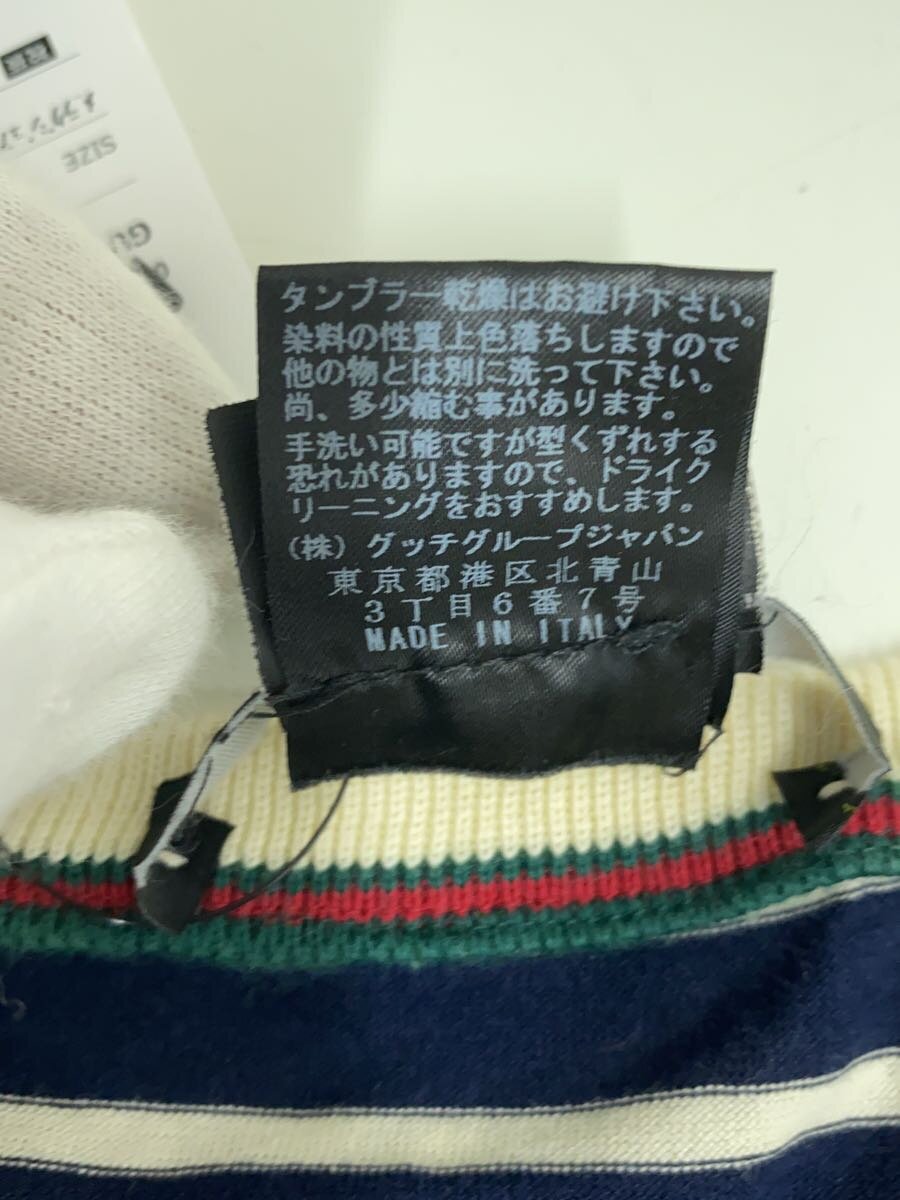 タンブラー乾燥はお避け下さい。
染料の性質上色落ちしますので
他の物とは別に洗って下さい。
尚、多少縮む事があります。
手洗い可能ですが型くずれする
恐れがありますので、ドライク
リーニングをおすすめします。
(株) グッチグループジャパン
東京都港区北青山
3丁目6番7号
MADE IN ITALY
SIZE
GU